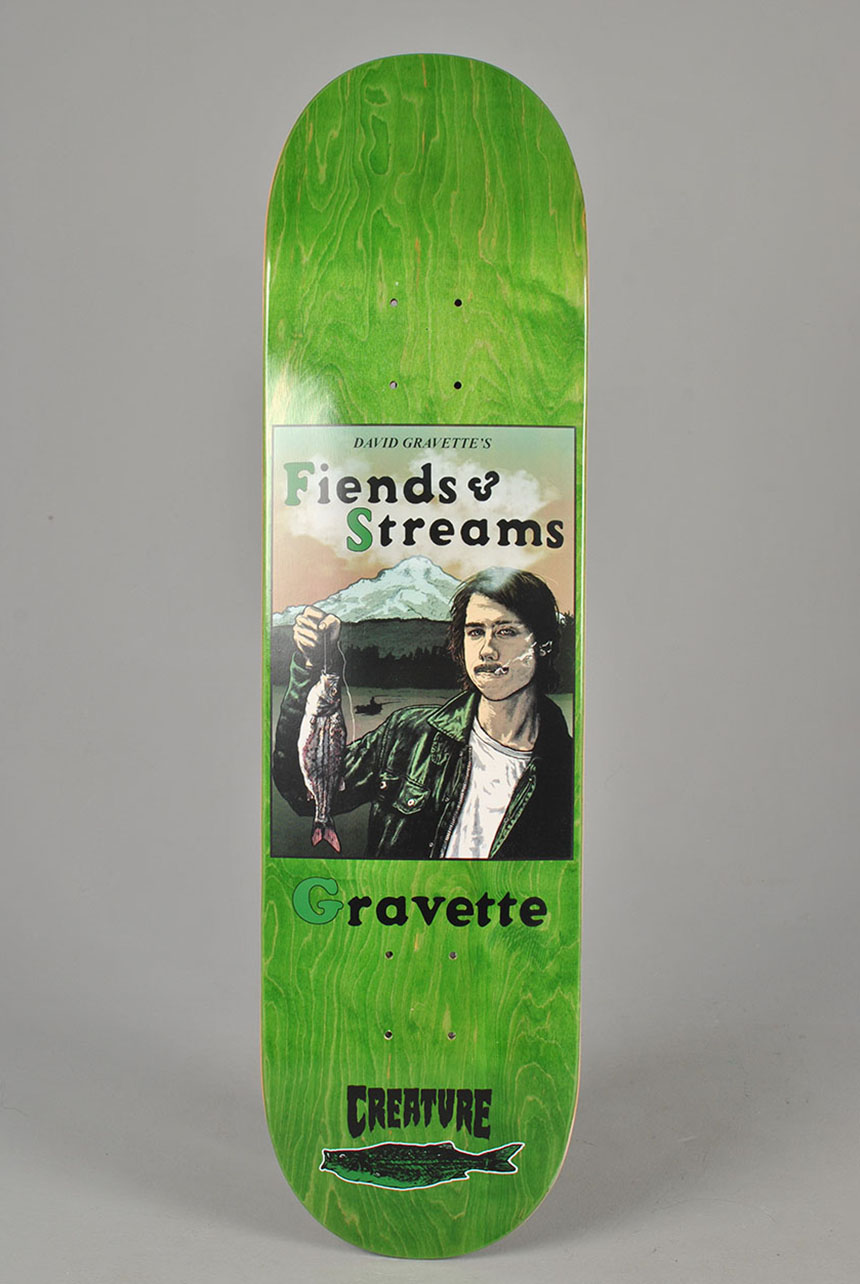 DAVID GRAVETTE'S
Fiends &
Streams
Gravette
CREATURE